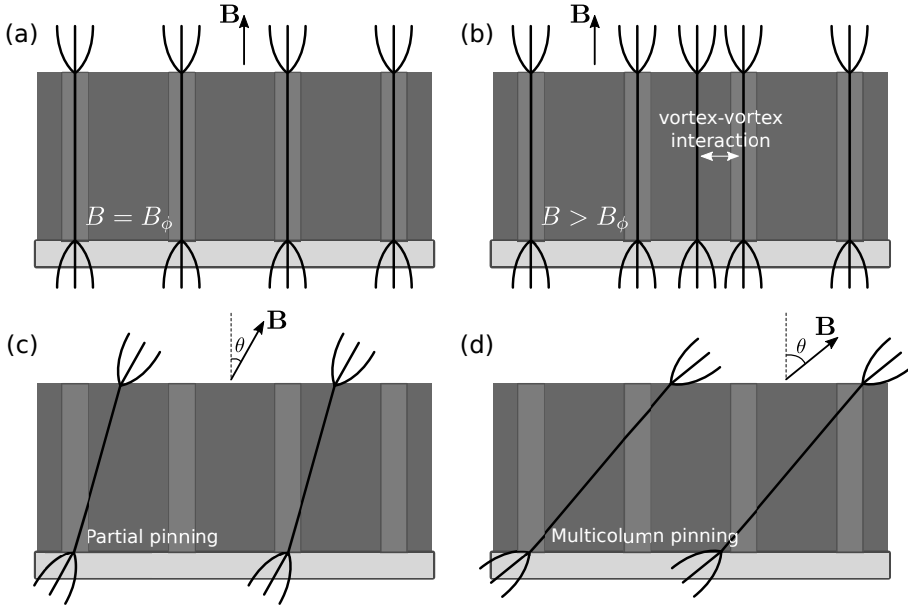 (a)
B
B = B_ϕ
(b)
B
vortex-vortex
interaction
B > B_ϕ
(c)
θ
B
Partial pinning
(d)
θ
B
Multicolumn pinning